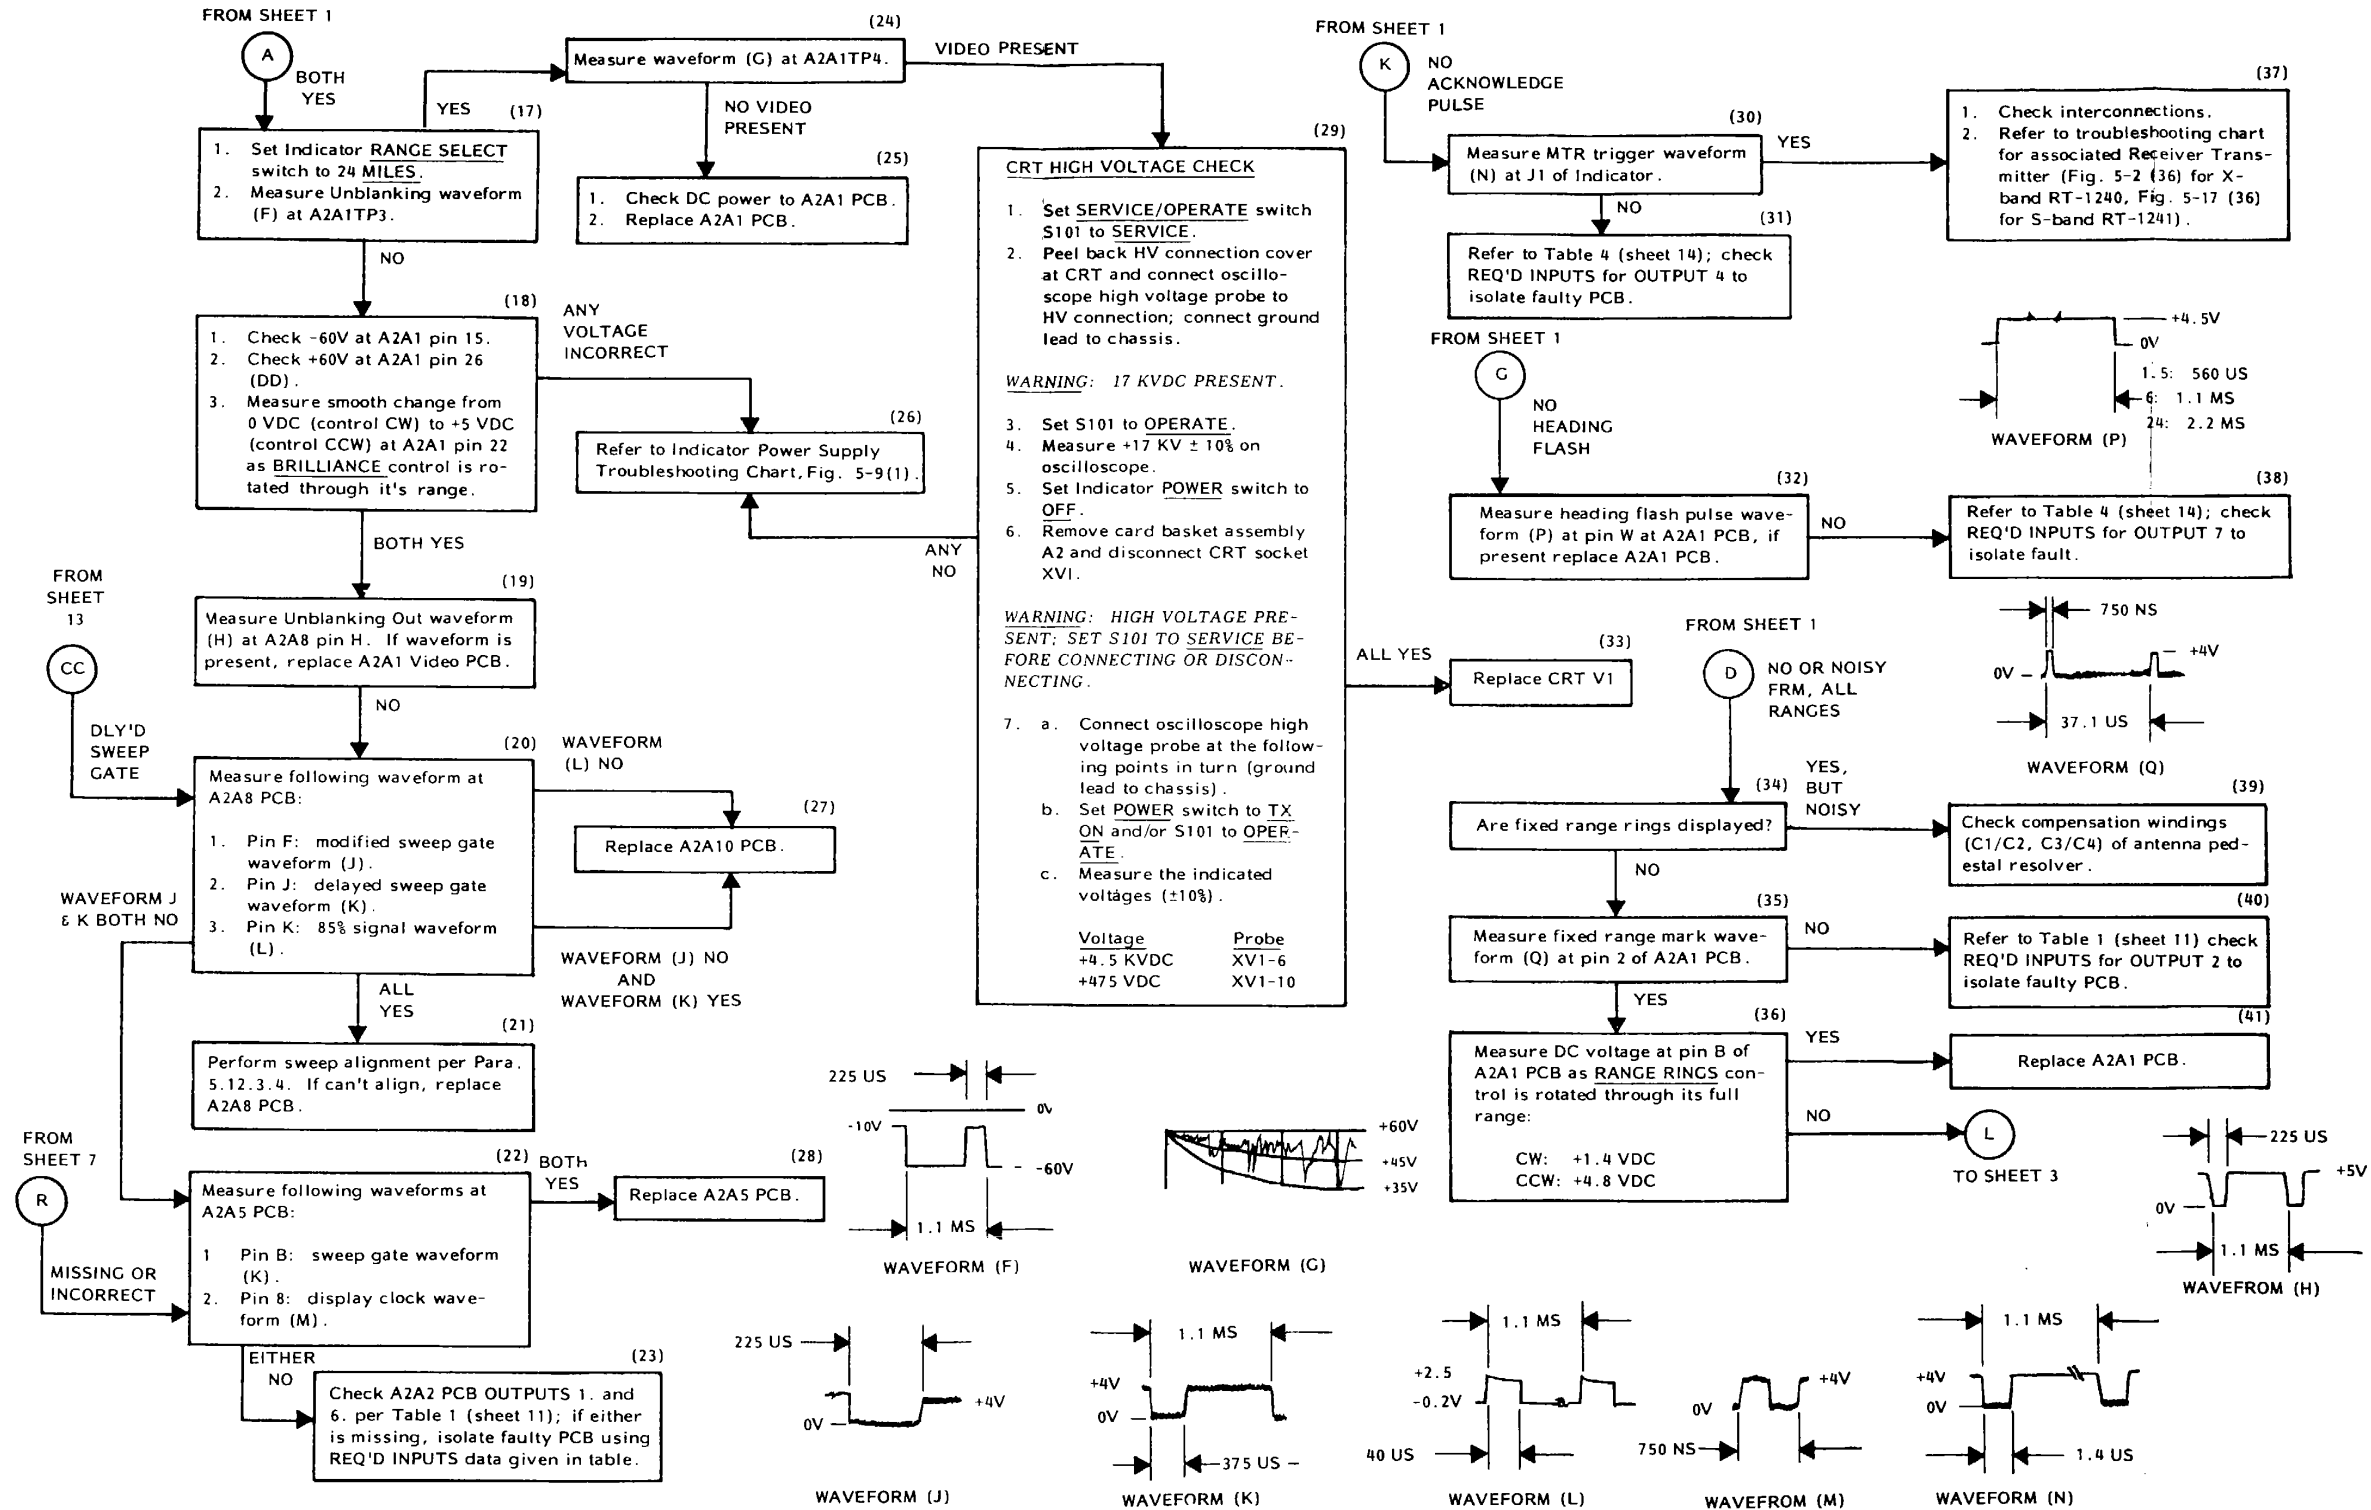 FROM SHEET 1
A
BOTH
YES
YES
(17)
1. Set Indicator RANGE SELECT
switch to 24 MILES.
2. Measure Unblanking waveform
(F) at A2A1TP3.
NO
(24)
Measure waveform (G) at A2A1TP4.
VIDEO PRESENT
NO VIDEO
PRESENT
(25)
1. Check DC power to A2A1 PCB.
2. Replace A2A1 PCB.
(18)
1. Check -60V at A2A1 pin 15.
2. Check +60V at A2A1 pin 26
(DD).
3. Measure smooth change from
0 VDC (control CW) to +5 VDC
(control CCW) at A2A1 pin 22
as BRILLIANCE control is ro-
tated through it's range.
ANY
VOLTAGE
INCORRECT
(26)
Refer to Indicator Power Supply
Troubleshooting Chart, Fig. 5-9(1).
BOTH YES
ANY
NO
(19)
Measure Unblanking Out waveform
(H) at A2A8 pin H. If waveform is
present, replace A2A1 Video PCB.
NO
FROM
SHEET
13
CC
DLY'D
SWEEP
GATE
(20)
Measure following waveform at
A2A8 PCB:
1. Pin F: modified sweep gate
waveform (J).
2. Pin J: delayed sweep gate
waveform (K).
3. Pin K: 85% signal waveform
(L).
WAVEFORM
(L) NO
(27)
Replace A2A10 PCB.
WAVEFORM (J) NO
AND
WAVEFORM (K) YES
WAVEFORM J
& K BOTH NO
ALL
YES
(21)
Perform sweep alignment per Para.
5.12.3.4. If can't align, replace
A2A8 PCB.
FROM
SHEET 7
R
MISSING OR
INCORRECT
(22)
Measure following waveforms at
A2A5 PCB:
1 Pin B: sweep gate waveform
(K).
2. Pin 8: display clock wave-
form (M).
BOTH
YES
(28)
Replace A2A5 PCB.
EITHER
NO
(23)
Check A2A2 PCB OUTPUTS 1. and
6. per Table 1 (sheet 11); if either
is missing, isolate faulty PCB using
REQ'D INPUTS data given in table.
(29)
CRT HIGH VOLTAGE CHECK
1. Set SERVICE/OPERATE switch
S101 to SERVICE.
2. Peel back HV connection cover
at CRT and connect oscillo-
scope high voltage probe to
HV connection; connect ground
lead to chassis.
WARNING: 17 KVDC PRESENT.
3. Set S101 to OPERATE.
4. Measure +17 KV ± 10% on
oscilloscope.
5. Set Indicator POWER switch to
OFF.
6. Remove card basket assembly
A2 and disconnect CRT socket
XVI.
WARNING: HIGH VOLTAGE PRE-
SENT; SET S101 TO SERVICE BE-
FORE CONNECTING OR DISCON-
NECTING.
7. a. Connect oscilloscope high
voltage probe at the follow-
ing points in turn (ground
lead to chassis).
b. Set POWER switch to TX
ON and/or S101 to OPER-
ATE.
c. Measure the indicated
voltages (±10%).
Voltage Probe
+4.5 KVDC XV1-6
+475 VDC XV1-10
ALL YES
(33)
Replace CRT V1
FROM SHEET 1
K
NO
ACKNOWLEDGE
PULSE
(30)
Measure MTR trigger waveform
(N) at J1 of Indicator.
YES
(37)
1. Check interconnections.
2. Refer to troubleshooting chart
for associated Receiver Trans-
mitter (Fig. 5-2 (36) for X-
band RT-1240, Fig. 5-17 (36)
for S-band RT-1241).
NO
(31)
Refer to Table 4 (sheet 14); check
REQ'D INPUTS for OUTPUT 4 to
isolate faulty PCB.
+4.5V
0V
1.5: 560 US
6: 1.1 MS
24: 2.2 MS
WAVEFORM (P)
FROM SHEET 1
G
NO
HEADING
FLASH
(32)
Measure heading flash pulse wave-
form (P) at pin W at A2A1 PCB, if
present replace A2A1 PCB.
NO
(38)
Refer to Table 4 (sheet 14); check
REQ'D INPUTS for OUTPUT 7 to
isolate fault.
750 NS
+4V
0V
37.1 US
WAVEFORM (Q)
FROM SHEET 1
D
NO OR NOISY
FRM, ALL
RANGES
(34)
Are fixed range rings displayed?
YES,
BUT
NOISY
(39)
Check compensation windings
(C1/C2, C3/C4) of antenna ped-
estal resolver.
NO
(35)
Measure fixed range mark wave-
form (Q) at pin 2 of A2A1 PCB.
NO
(40)
Refer to Table 1 (sheet 11) check
REQ'D INPUTS for OUTPUT 2 to
isolate faulty PCB.
YES
(36)
Measure DC voltage at pin B of
A2A1 PCB as RANGE RINGS con-
trol is rotated through its full
range:
CW: +1.4 VDC
CCW: +4.8 VDC
YES
(41)
Replace A2A1 PCB.
NO
L
TO SHEET 3
225 US
0V
-10V
-60V
1.1 MS
WAVEFORM (F)
+60V
+45V
+35V
WAVEFORM (G)
225 US
+5V
0V
1.1 MS
WAVEFROM (H)
225 US
+4V
0V
WAVEFORM (J)
1.1 MS
+4V
0V
375 US
WAVEFORM (K)
1.1 MS
+2.5
-0.2V
40 US
WAVEFORM (L)
+4V
0V
750 NS
WAVEFROM (M)
1.1 MS
+4V
0V
1.4 US
WAVEFORM (N)